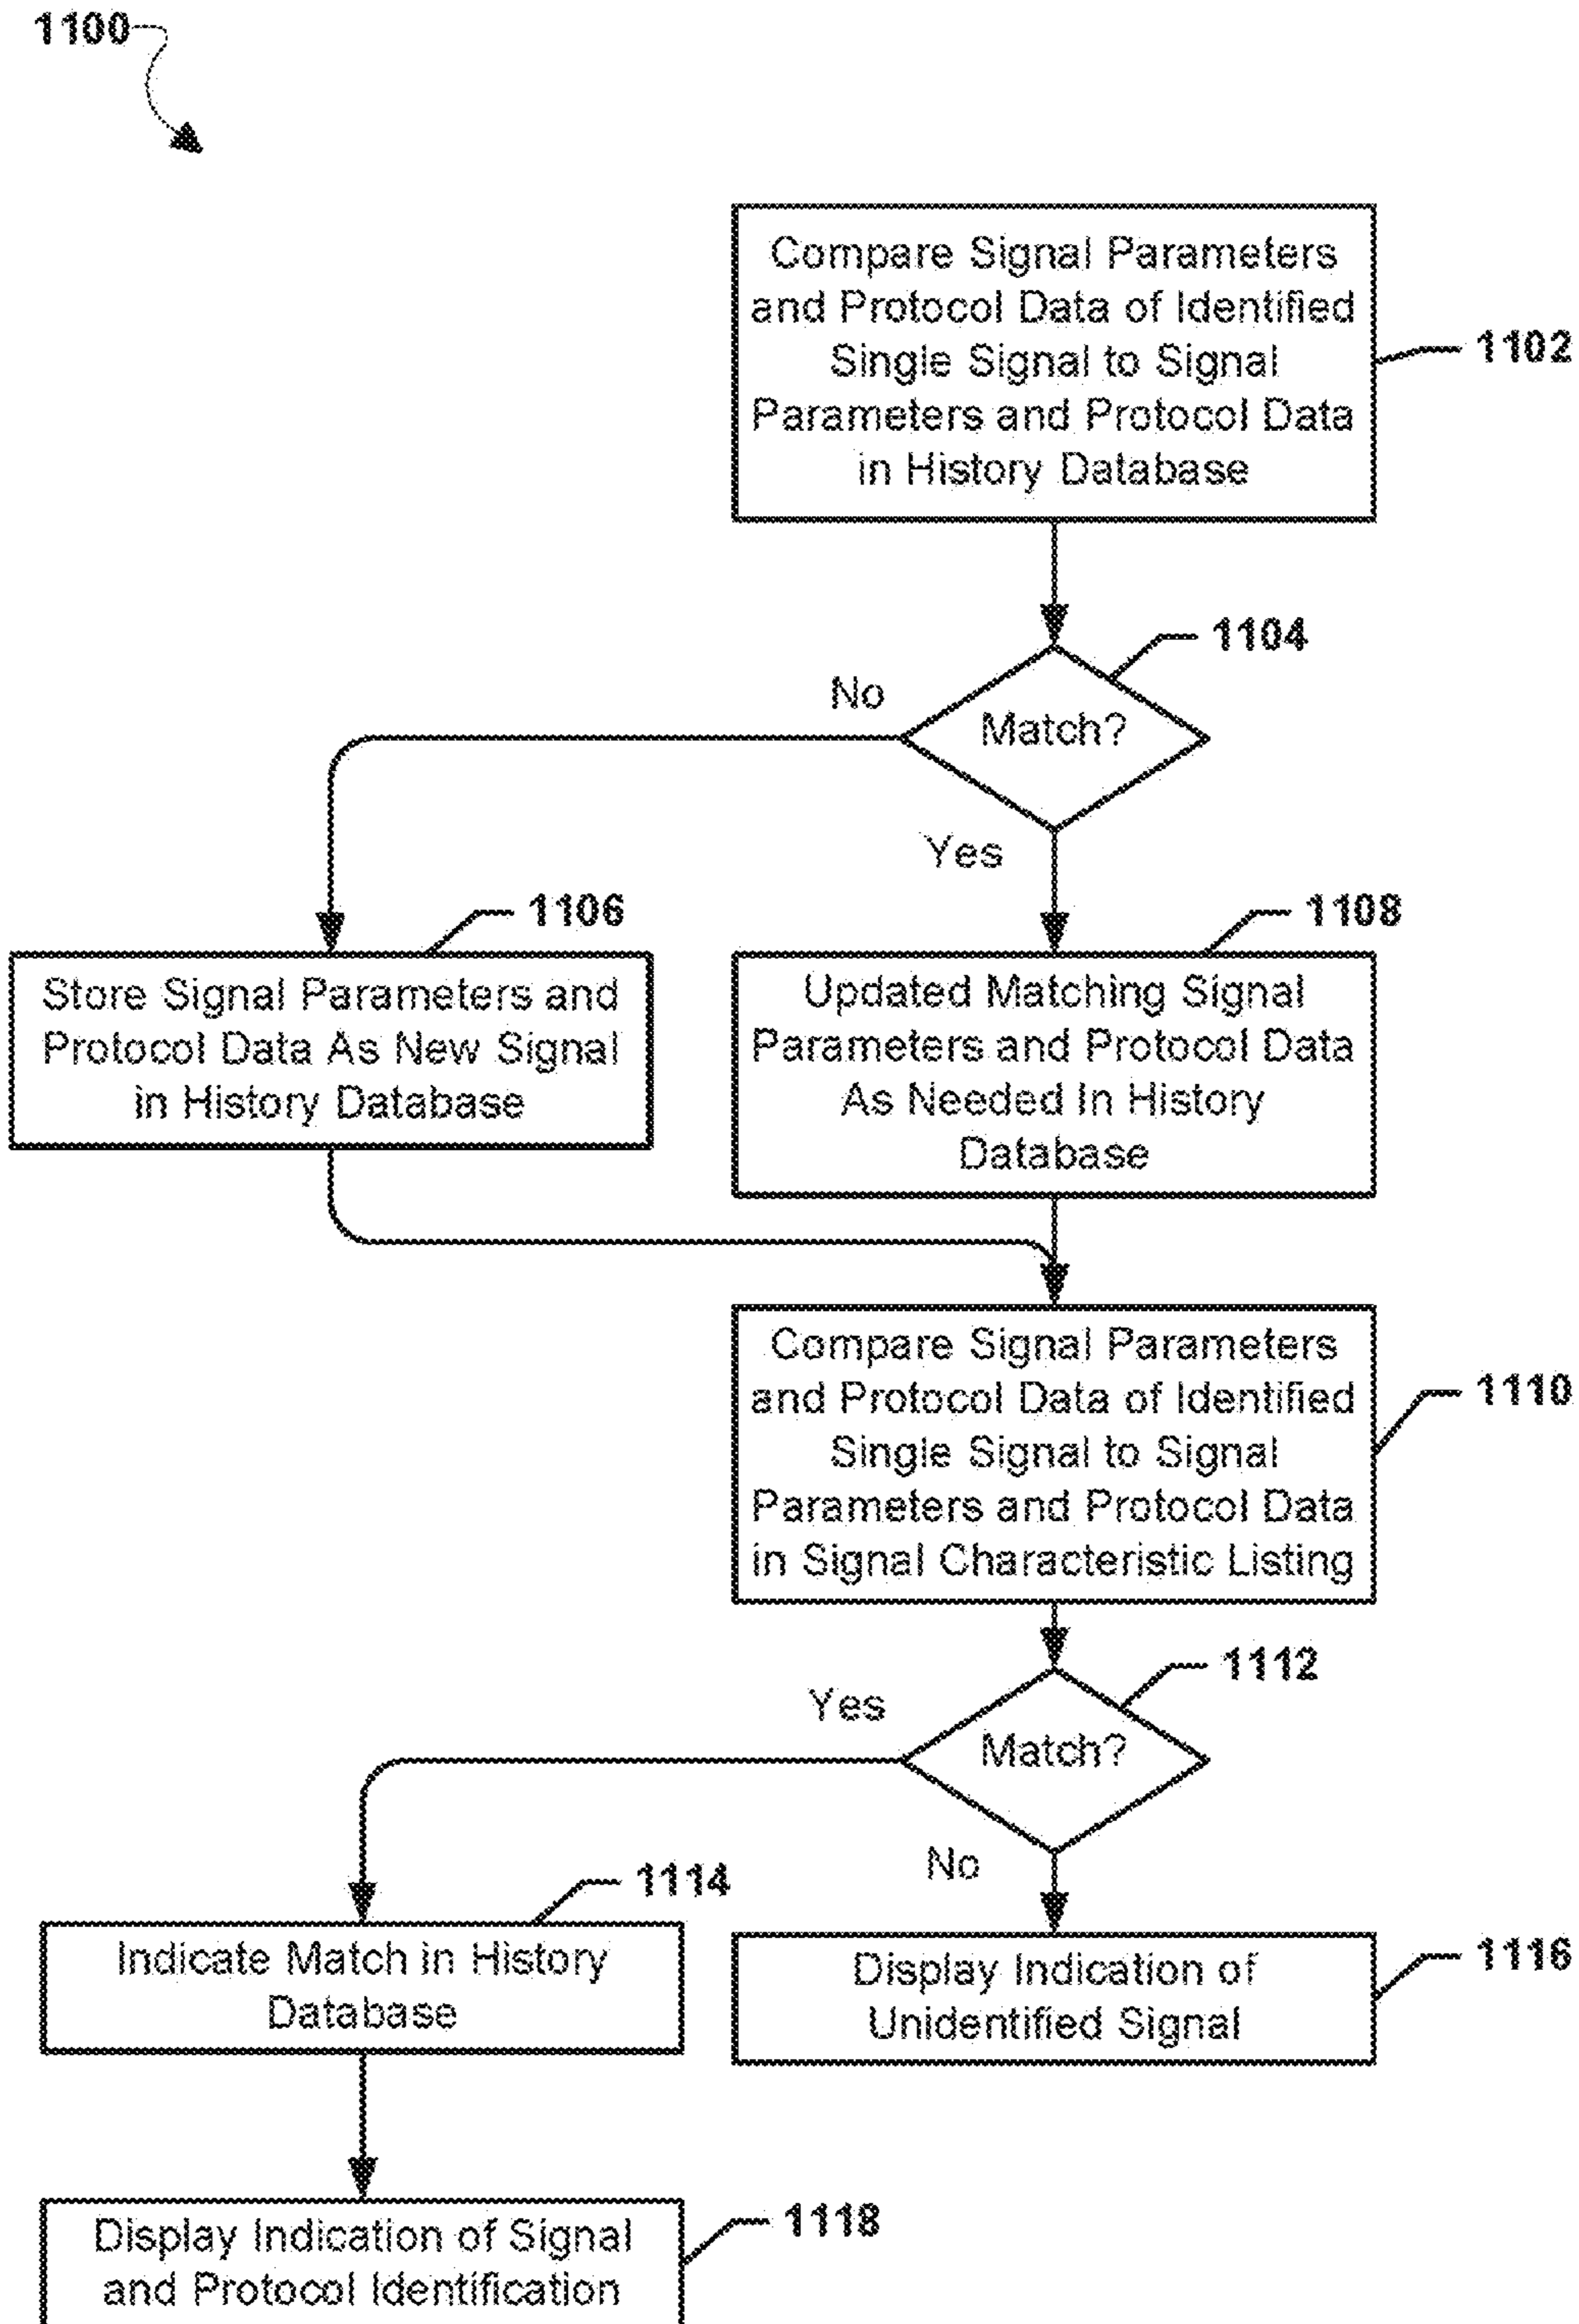 1100
Compare Signal Parameters
and Protocol Data of Identified
Single Signal to Signal
Parameters and Protocol Data
in History Database
1102
1104
No
Match?
Yes
1106
1108
Store Signal Parameters and
Protocol Data As New Signal
in History Database
Updated Matching Signal
Parameters and Protocol Data
As Needed In History
Database
Compare Signal Parameters
and Protocol Data of Identified
Single Signal to Signal
Parameters and Protocol Data
in Signal Characteristic Listing
1110
1112
Yes
Match?
No
1114
Indicate Match in History
Database
Display Indication of
Unidentified Signal
1116
Display Indication of Signal
and Protocol Identification
1118